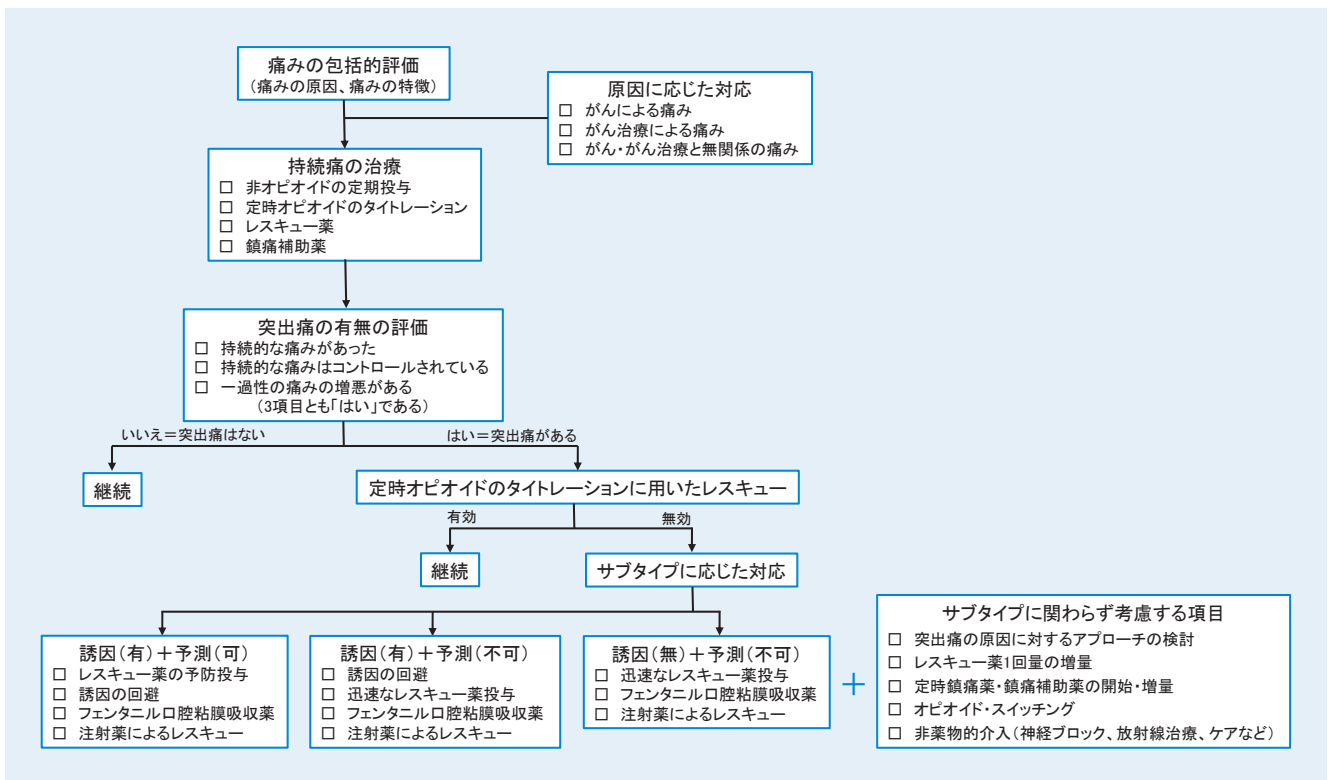 痛みの包括的評価
（痛みの原因、痛みの特徴）
原因に応じた対応
□ がんによる痛み
□ がん治療による痛み
□ がん・がん治療と無関係の痛み
持続痛の治療
□ 非オピオイドの定期投与
□ 定時オピオイドのタイトレーション
□ レスキュー薬
□ 鎮痛補助薬
突出痛の有無の評価
□ 持続的な痛みがあった
□ 持続的な痛みはコントロールされている
□ 一過性の痛みの増悪がある
（3項目とも「はい」である）
いいえ＝突出痛はない
はい＝突出痛がある
継続
定時オピオイドのタイトレーションに用いたレスキュー
有効
無効
継続
サブタイプに応じた対応
誘因（有）＋予測（可）
□ レスキュー薬の予防投与
□ 誘因の回避
□ フェンタニル口腔粘膜吸収薬
□ 注射薬によるレスキュー
誘因（有）＋予測（不可）
□ 誘因の回避
□ 迅速なレスキュー薬投与
□ フェンタニル口腔粘膜吸収薬
□ 注射薬によるレスキュー
誘因（無）＋予測（不可）
□ 迅速なレスキュー薬投与
□ フェンタニル口腔粘膜吸収薬
□ 注射薬によるレスキュー
＋
サブタイプに関わらず考慮する項目
□ 突出痛の原因に対するアプローチの検討
□ レスキュー薬1回量の増量
□ 定時鎮痛薬・鎮痛補助薬の開始・増量
□ オピオイド・スイッチング
□ 非薬物的介入（神経ブロック、放射線治療、ケアなど）